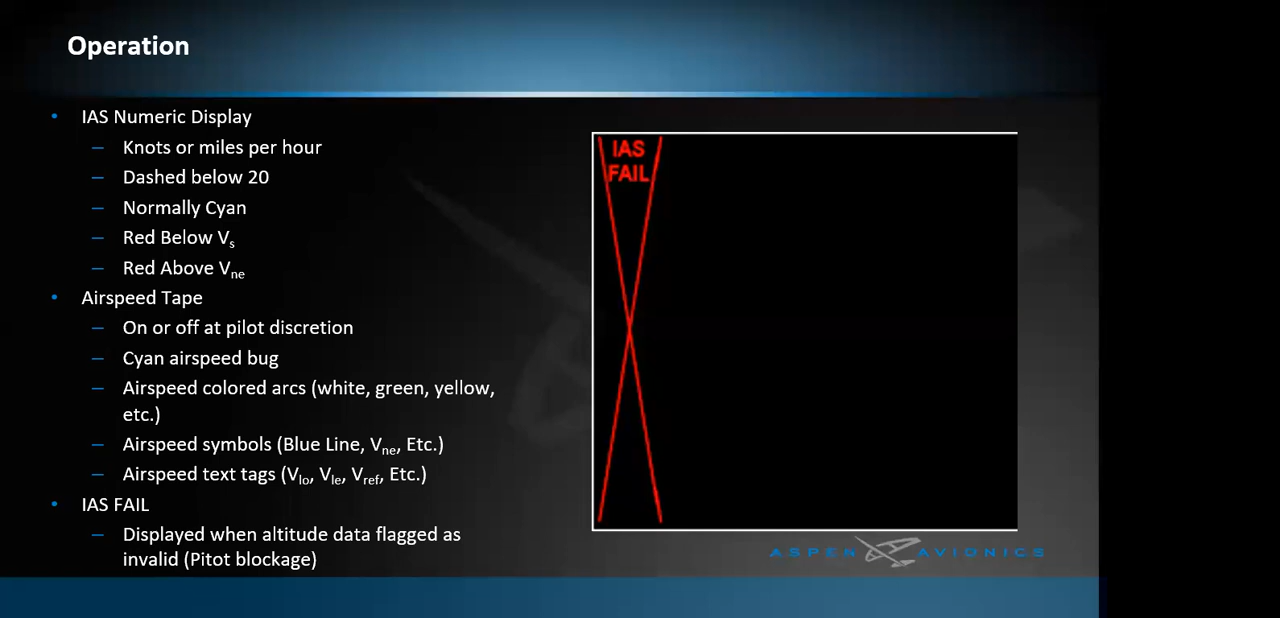 Operation
• IAS Numeric Display
– Knots or miles per hour
– Dashed below 20
– Normally Cyan
– Red Below Vs
– Red Above Vne
• Airspeed Tape
– On or off at pilot discretion
– Cyan airspeed bug
– Airspeed colored arcs (white, green, yellow,
etc.)
– Airspeed symbols (Blue Line, Vne, Etc.)
– Airspeed text tags (Vlo, Vle, Vref, Etc.)
• IAS FAIL
– Displayed when altitude data flagged as
invalid (Pitot blockage)
IAS
FAIL
ASPEN AVIONICS